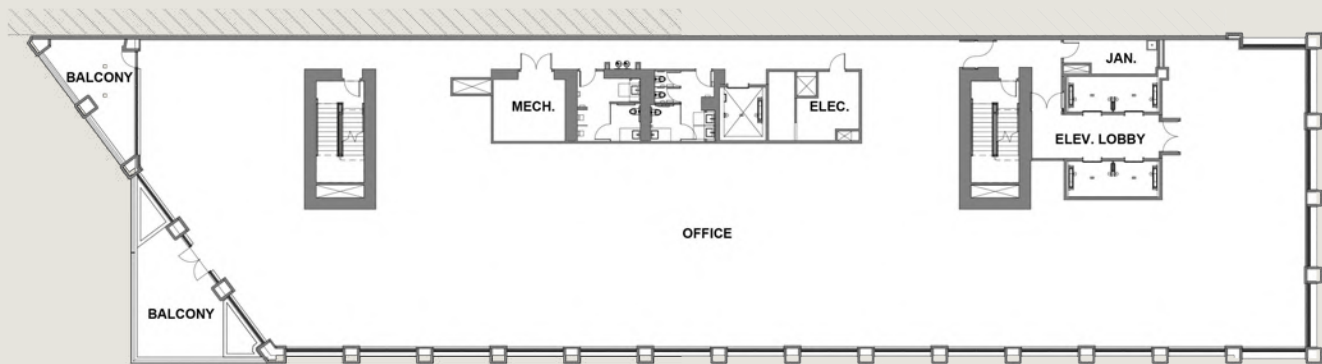 BALCONY
JAN.
MECH.
ELEC.
ELEV. LOBBY
OFFICE
BALCONY